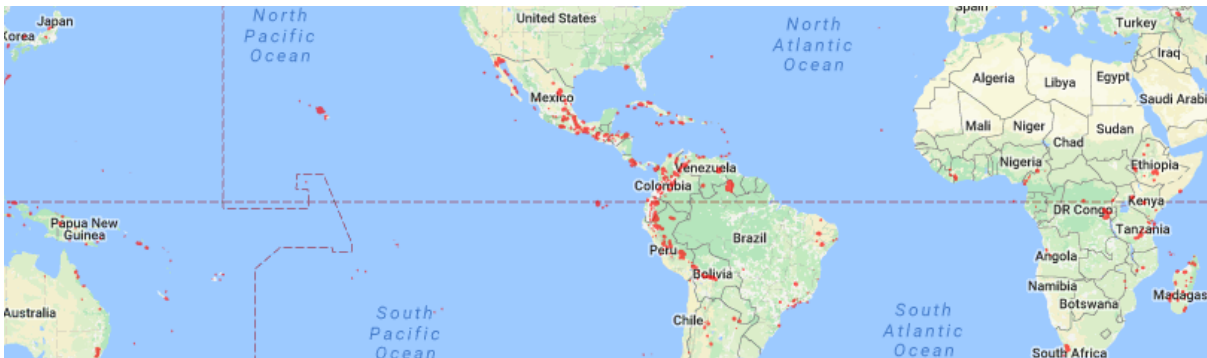 Japan
Korea
North
Pacific
Ocean
United States
North
Atlantic
Ocean
Spain
Turkey
Iraq
Algeria
Libya
Egypt
Saudi Arabi
Mexico
Mali
Niger
Chad
Sudan
Nigeria
Ethiopia
Venezuela
Colombia
DR Congo
Kenya
Tanzania
Papua New
Guinea
Peru
Brazil
Bolivia
Angola
Namibia
Botswana
Madagas
Australia
South
Pacific
Ocean
Chile
South
Atlantic
Ocean
South Africa